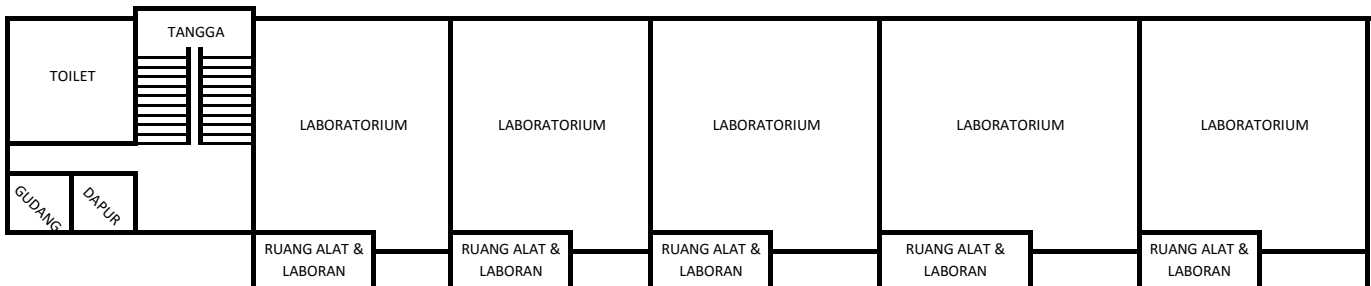 TANGGA
TOILET
LABORATORIUM
LABORATORIUM
LABORATORIUM
LABORATORIUM
LABORATORIUM
GUDANG
DAPUR
RUANG ALAT &
LABORAN
RUANG ALAT &
LABORAN
RUANG ALAT &
LABORAN
RUANG ALAT &
LABORAN
RUANG ALAT &
LABORAN